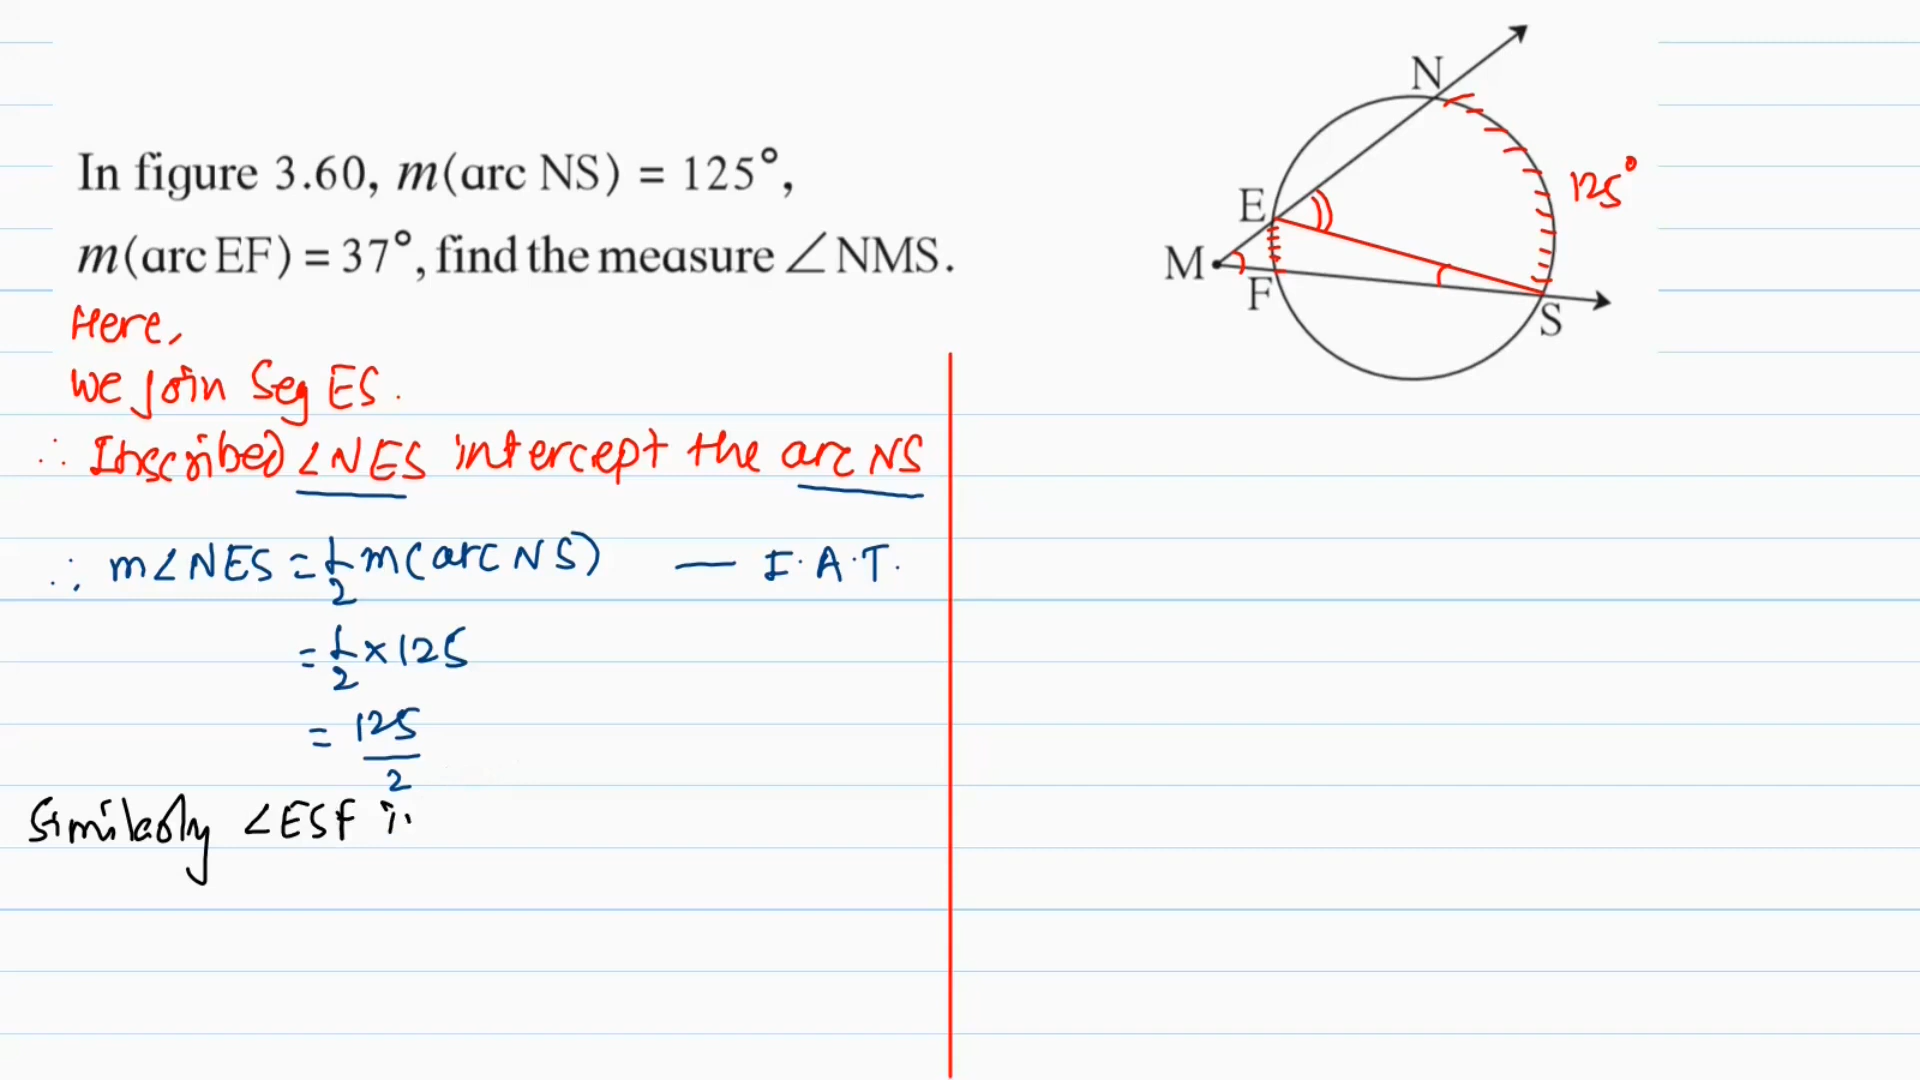 In figure 3.60, m(arc NS) = 125°,
m(arc EF) = 37°, find the measure ∠NMS.
Here,
We join Seg ES.
∴ Inscribed ∠NES intercept the arc NS
∴ m∠NES = 1/2 m(arc NS) — I.A.T.
= 1/2 × 125
= 125/2
Similarly ∠ESF
N
E
M
F
S
125°